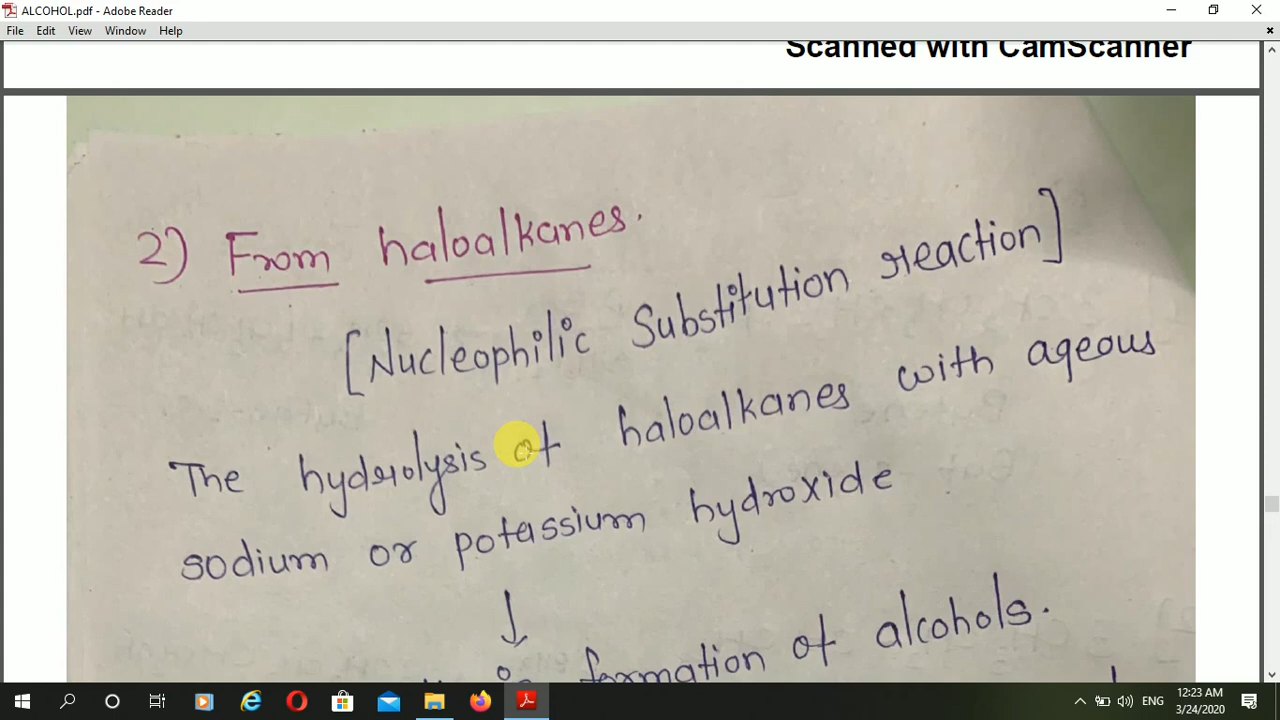 ALCOHOL.pdf - Adobe Reader
File Edit View Window Help
Scanned with CamScanner
2) From haloalkanes.
[Nucleophilic Substitution reaction]
The hydrolysis of haloalkanes with aqeous
sodium or potassium hydroxide
↓
formation of alcohols.
ENG
12:23 AM
3/24/2020